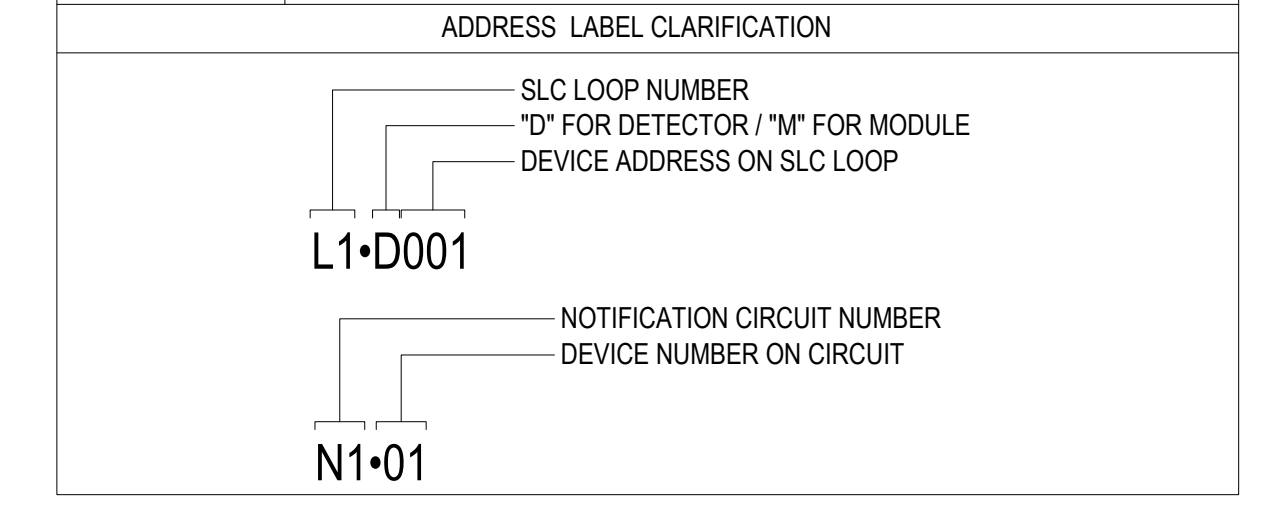 ADDRESS LABEL CLARIFICATION
SLC LOOP NUMBER
"D" FOR DETECTOR / "M" FOR MODULE
DEVICE ADDRESS ON SLC LOOP
L1•D001
NOTIFICATION CIRCUIT NUMBER
DEVICE NUMBER ON CIRCUIT
N1•01